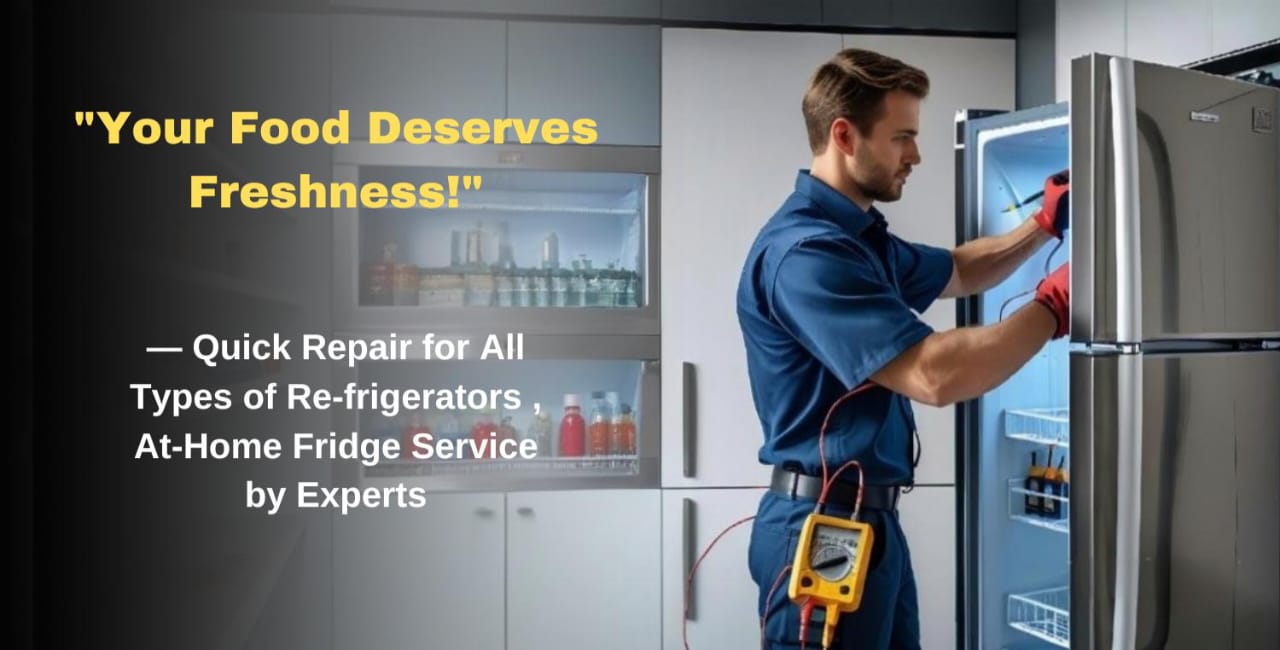 "Your Food Deserves
Freshness!"
— Quick Repair for All
Types of Re-frigerators ,
At-Home Fridge Service
by Experts